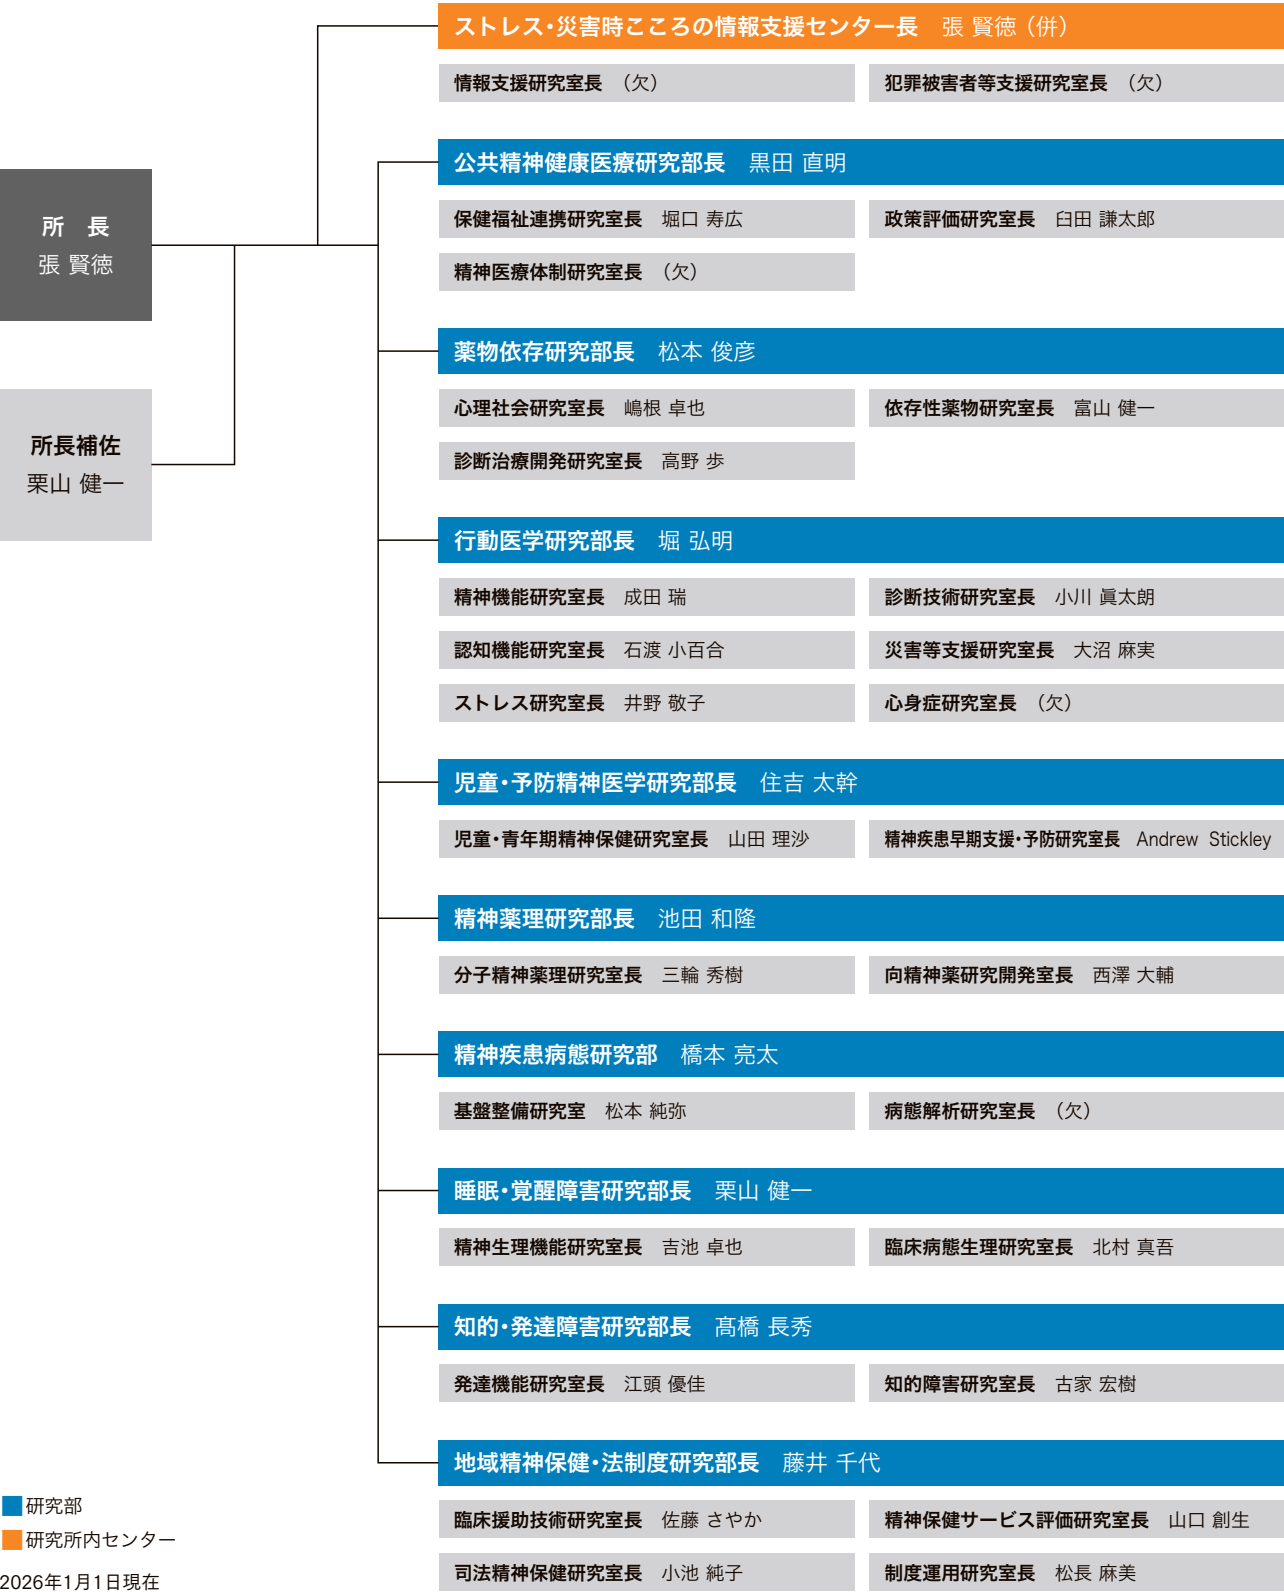 ストレス・災害時こころの情報支援センター長　張 賢徳（併）
情報支援研究室長　（欠）
犯罪被害者等支援研究室長　（欠）
公共精神健康医療研究部長　黒田 直明
保健福祉連携研究室長　堀口 寿広
政策評価研究室長　臼田 謙太郎
精神医療体制研究室長　（欠）
所　長
張 賢徳
所長補佐
栗山 健一
薬物依存研究部長　松本 俊彦
心理社会研究室長　嶋根 卓也
依存性薬物研究室長　富山 健一
診断治療開発研究室長　高野 歩
行動医学研究部長　堀 弘明
精神機能研究室長　成田 瑞
診断技術研究室長　小川 眞太朗
認知機能研究室長　石渡 小百合
災害等支援研究室長　大沼 麻実
ストレス研究室長　井野 敬子
心身症研究室長　（欠）
児童・予防精神医学研究部長　住吉 太幹
児童・青年期精神保健研究室長　山田 理沙
精神疾患早期支援・予防研究室長　Andrew Stickley
精神薬理研究部長　池田 和隆
分子精神薬理研究室長　三輪 秀樹
向精神薬研究開発室長　西澤 大輔
精神疾患病態研究部　橋本 亮太
基盤整備研究室　松本 純弥
病態解析研究室長　（欠）
睡眠・覚醒障害研究部長　栗山 健一
精神生理機能研究室長　吉池 卓也
臨床病態生理研究室長　北村 真吾
知的・発達障害研究部長　髙橋 長秀
発達機能研究室長　江頭 優佳
知的障害研究室長　古家 宏樹
地域精神保健・法制度研究部長　藤井 千代
臨床援助技術研究室長　佐藤 さやか
精神保健サービス評価研究室長　山口 創生
司法精神保健研究室長　小池 純子
制度運用研究室長　松長 麻美
研究部
研究所内センター
2026年1月1日現在